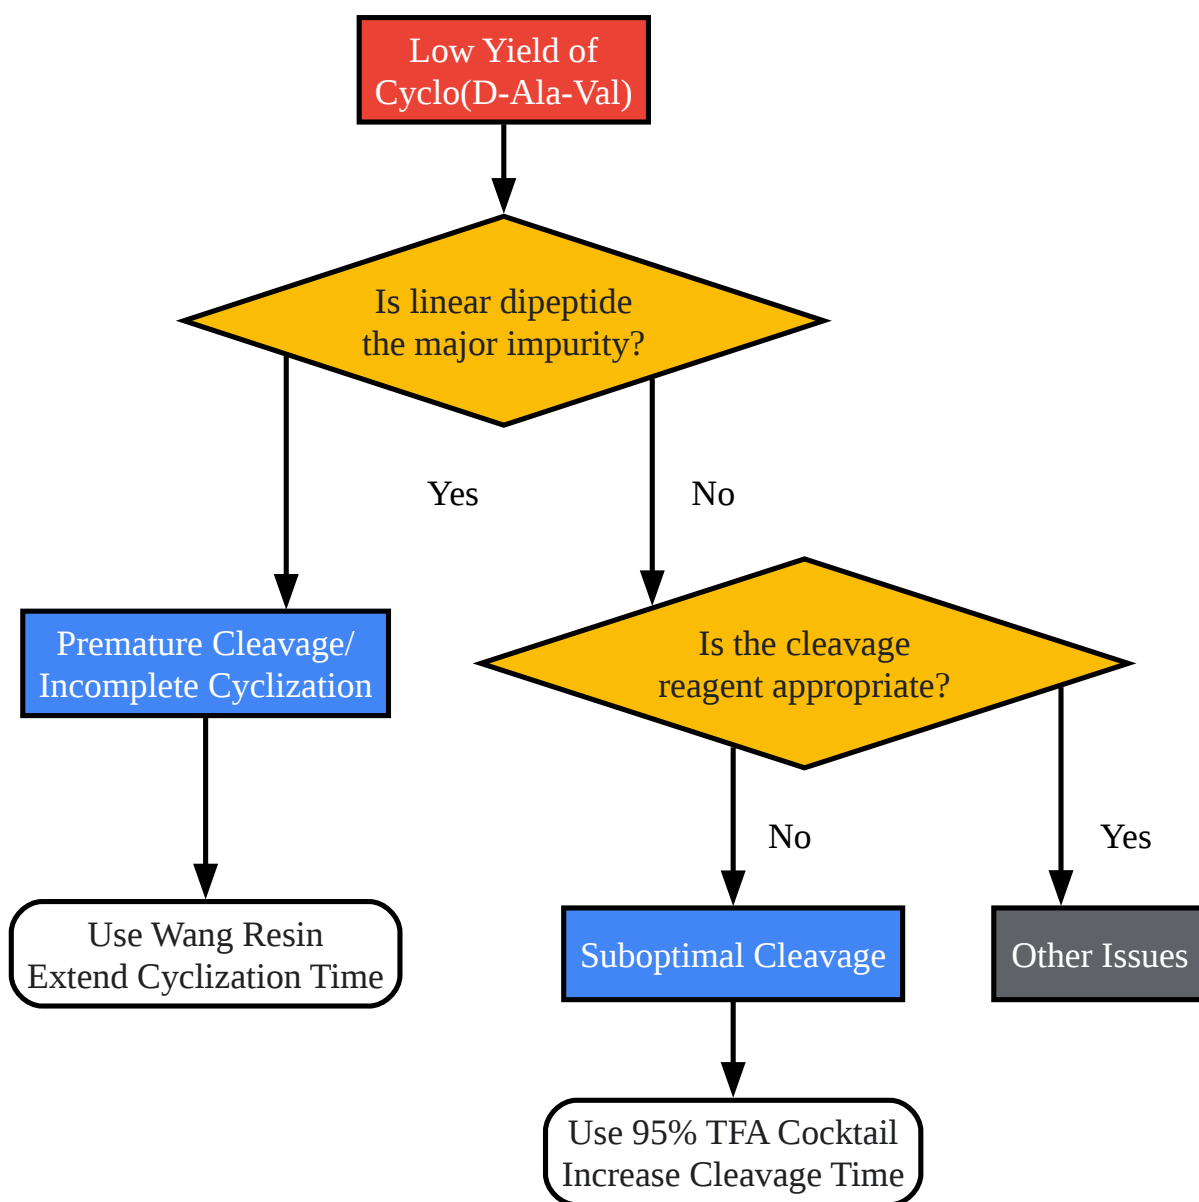 Low Yield of
Cyclo(D-Ala-Val)
Is linear dipeptide
the major impurity?
Yes
No
Premature Cleavage/
Incomplete Cyclization
Is the cleavage
reagent appropriate?
No
Yes
Use Wang Resin
Extend Cyclization Time
Suboptimal Cleavage
Other Issues
Use 95% TFA Cocktail
Increase Cleavage Time